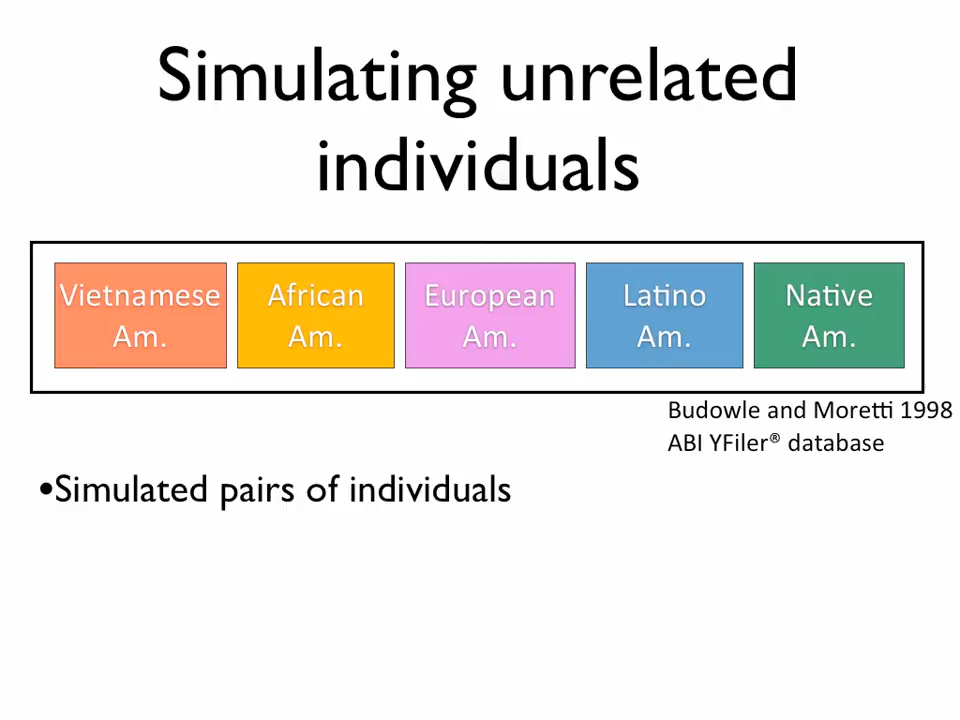 Simulating unrelated
individuals
Vietnamese African European Latino Native
Am. Am. Am. Am. Am.
Budowle and Moretti 1998
ABI YFiler® database
•Simulated pairs of individuals